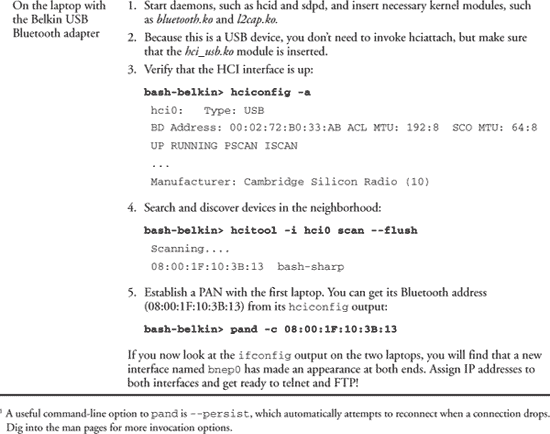 On the laptop with
the Belkin USB
Bluetooth adapter
1. Start daemons, such as hcid and sdpd, and insert necessary kernel modules, such
as bluetooth.ko and l2cap.ko.
2. Because this is a USB device, you don't need to invoke hciattach, but make sure
that the hci_usb.ko module is inserted.
3. Verify that the HCI interface is up:
bash-belkin> hciconfig -a
hci0: Type: USB
BD Address: 00:02:72:B0:33:AB ACL MTU: 192:8 SCO MTU: 64:8
UP RUNNING PSCAN ISCAN
...
Manufacturer: Cambridge Silicon Radio (10)
4. Search and discover devices in the neighborhood:
bash-belkin> hcitool -i hci0 scan --flush
Scanning....
08:00:1F:10:3B:13 bash-sharp
5. Establish a PAN with the first laptop. You can get its Bluetooth address
(08:00:1F:10:3B:13) from its hciconfig output:
bash-belkin> pand -c 08:00:1F:10:3B:13
If you now look at the ifconfig output on the two laptops, you will find that a new
interface named bnep0 has made an appearance at both ends. Assign IP addresses to
both interfaces and get ready to telnet and FTP!
A useful command-line option to pand is --persist, which automatically attempts to reconnect when a connection drops.
Dig into the man pages for more invocation options.